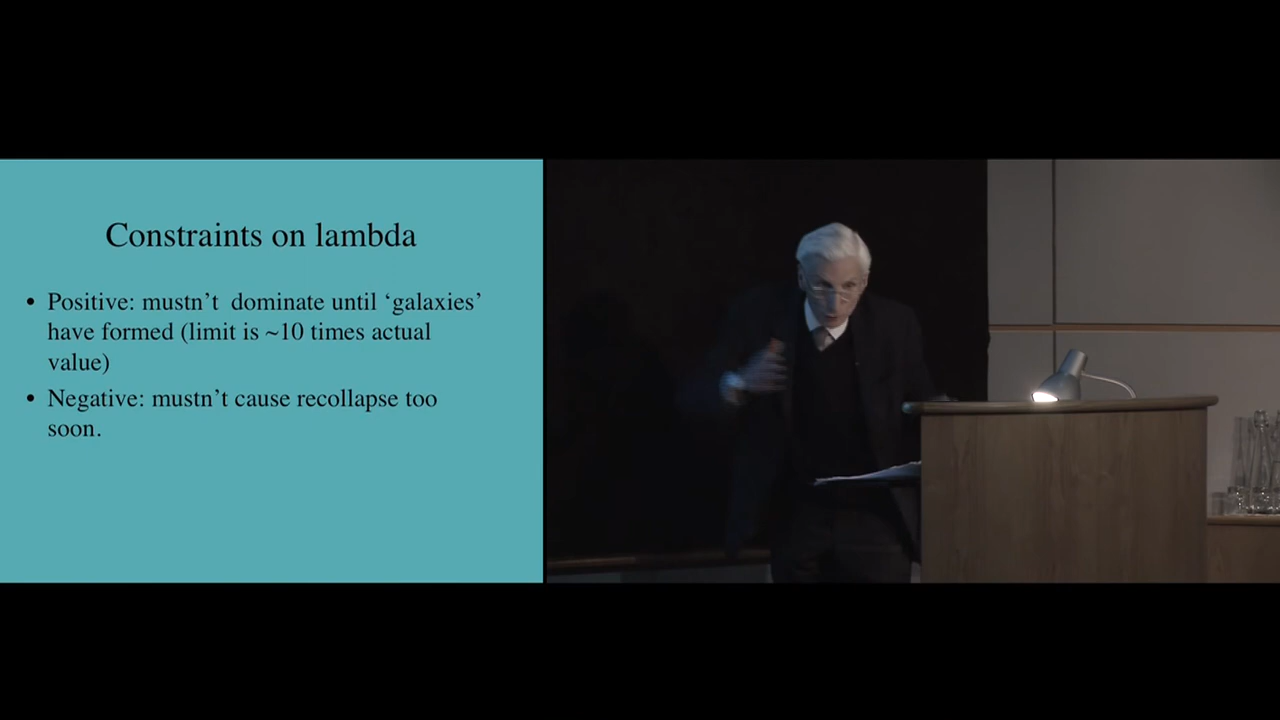 Constraints on lambda
• Positive: mustn’t dominate until ‘galaxies’
have formed (limit is ~10 times actual
value)
• Negative: mustn’t cause recollapse too
soon.